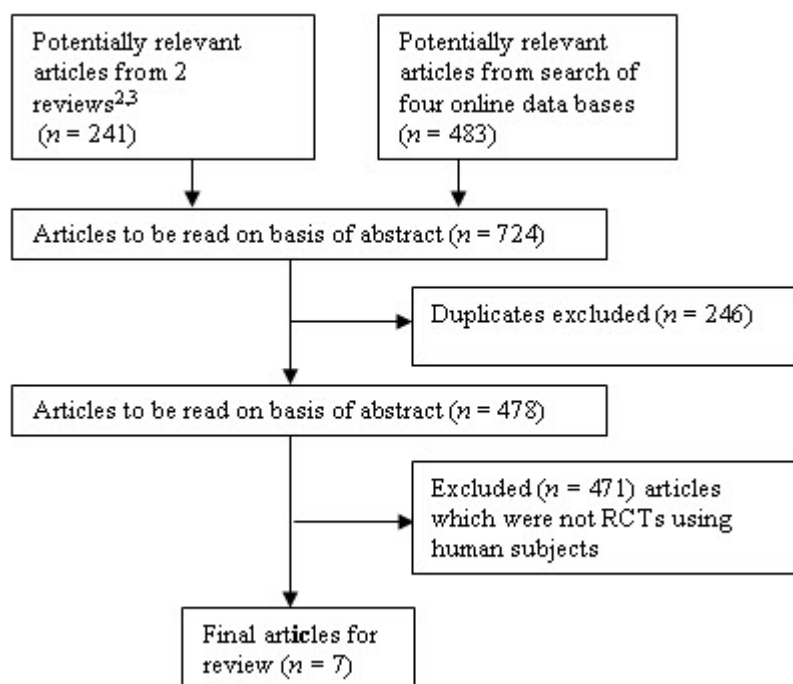 Potentially relevant
articles from 2
reviews2,3
(n = 241)
Potentially relevant
articles from search of
four online data bases
(n = 483)
Articles to be read on basis of abstract (n = 724)
Duplicates excluded (n = 246)
Articles to be read on basis of abstract (n = 478)
Excluded (n = 471) articles
which were not RCTs using
human subjects
Final articles for
review (n = 7)